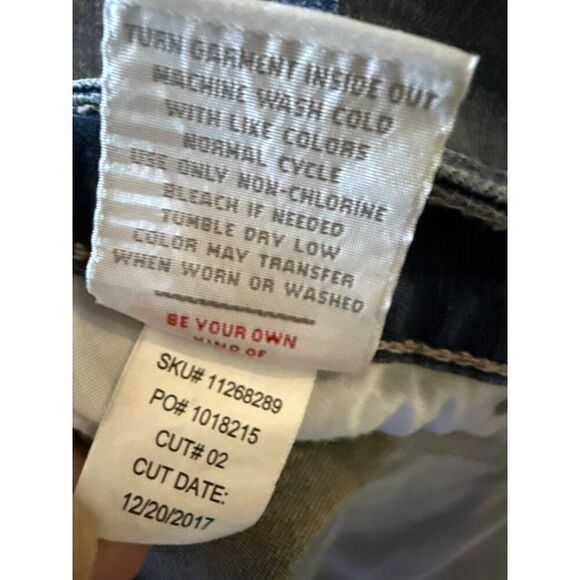 TURN GARMENT INSIDE OUT
MACHINE WASH COLD
WITH LIKE COLORS
NORMAL CYCLE
USE ONLY NON-CHLORINE
BLEACH IF NEEDED
TUMBLE DRY LOW
COLOR MAY TRANSFER
WHEN WORN OR WASHED
BE YOUR OWN
KIND OF
SKU# 11268289
PO# 1018215
CUT# 02
CUT DATE:
12/20/2017